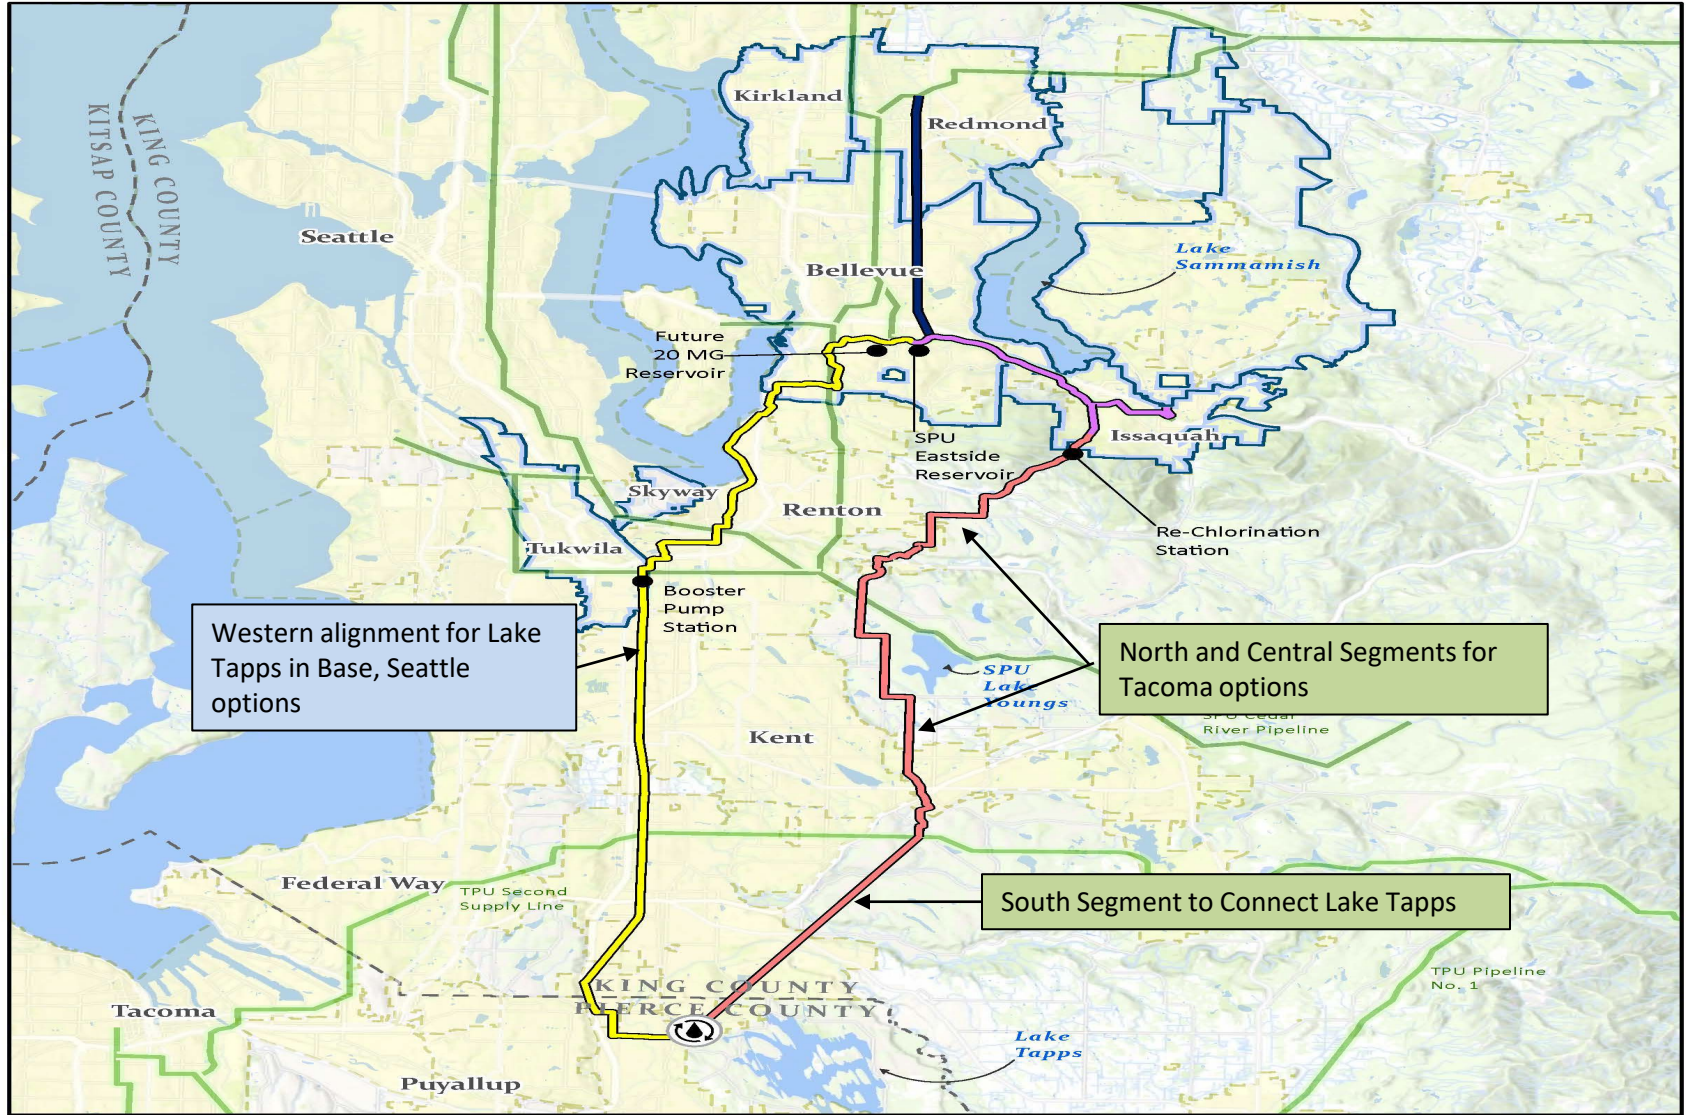 Kirkland
Redmond
KING COUNTY
KITSAP COUNTY
Seattle
Lake
Sammamish
Bellevue
Future
20 MG
Reservoir
SPU
Eastside
Reservoir
Issaquah
Skyway
Renton
Re-Chlorination
Station
Tukwila
Booster
Pump
Station
Western alignment for Lake
Tapps in Base, Seattle
options
North and Central Segments for
Tacoma options
SPU
Lake
Youngs
SPU Cedar
River Pipeline
Kent
Federal Way
TPU Second
Supply Line
South Segment to Connect Lake Tapps
TPU Pipeline
No. 1
KING COUNTY
PIERCE COUNTY
Tacoma
Lake
Tapps
Puyallup